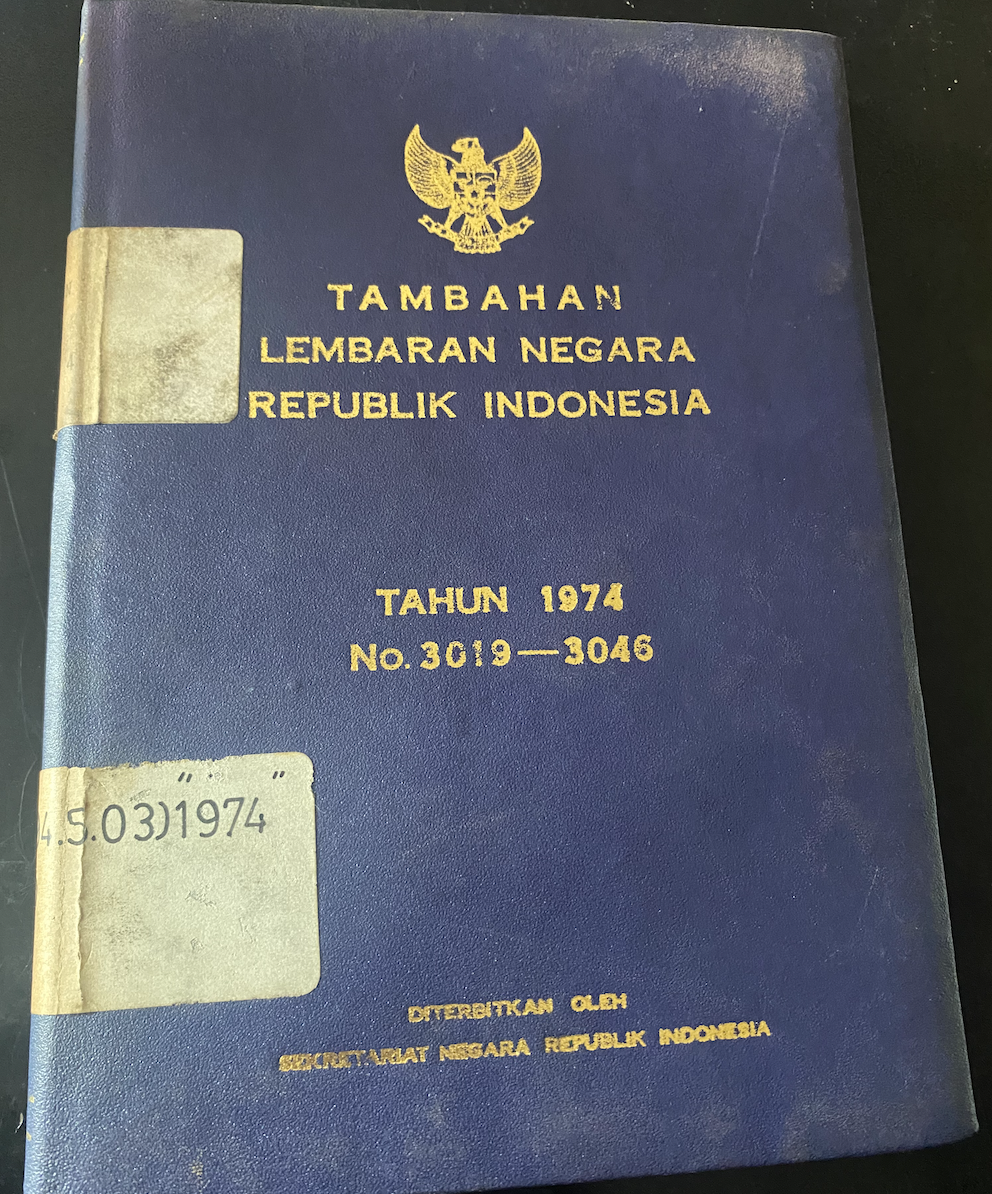 TAMBAHAN
LEMBARAN NEGARA
REPUBLIK INDONESIA
TAHUN 1974
No. 3019—3046
" "
4.5.03)1974
DITERBITKAN OLEH
SEKRETARIAT NEGARA REPUBLIK INDONESIA